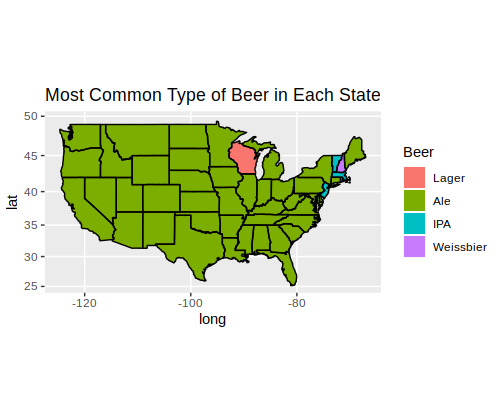 Most Common Type of Beer in Each State
50
45
40
35
30
25
lat
-120
-100
-80
long
Beer
Lager
Ale
IPA
Weissbier